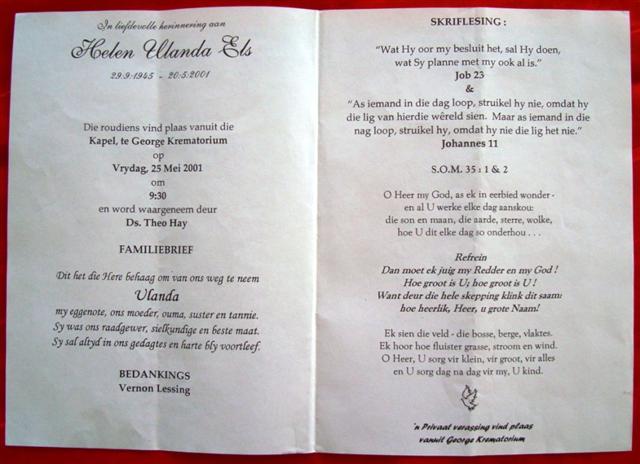 In liefdevolle herinnering aan
Helen Ulanda Els
29.9.1945 - 20.5.2001
Die roudiens vind plaas vanuit die
Kapel, te George Krematorium
op
Vrydag, 25 Mei 2001
om
9:30
en word waargeneem deur
Ds. Theo Hay
FAMILIEBRIEF
Dit het die Here behaag om van ons weg te neem
Ulanda
my eggenote, ons moeder, ouma, suster en tannie.
Sy was ons raadgewer, sielkundige en beste maat.
Sy sal altyd in ons gedagtes en harte bly voortleef.
BEDANKINGS
Vernon Lessing
SKRIFLESING :
“Wat Hy oor my besluit het, sal Hy doen,
wat Sy planne met my ook al is.”
Job 23
&
“As iemand in die dag loop, struikel hy nie, omdat hy
die lig van hierdie wêreld sien. Maar as iemand in die
nag loop, struikel hy, omdat hy nie die lig het nie.”
Johannes 11
S.O.M. 35 : 1 & 2
O Heer my God, as ek in eerbied wonder -
en al U werke elke dag aanskou:
die son en maan, die aarde, sterre, wolke,
hoe U dit elke dag so onderhou . . .
Refrein
Dan moet ek juig my Redder en my God !
Hoe groot is U; hoe groot is U !
Want deur die hele skepping klink dit saam:
hoe heerlik, Heer, u grote Naam!
Ek sien die veld - die bosse, berge, vlaktes.
Ek hoor hoe fluister grasse, stroom en wind.
O Heer, U sorg vir klein, vir groot, vir alles
en U sorg dag na dag vir my, U kind.
'n Privaat verassing vind plaas
vanuit George Krematorium